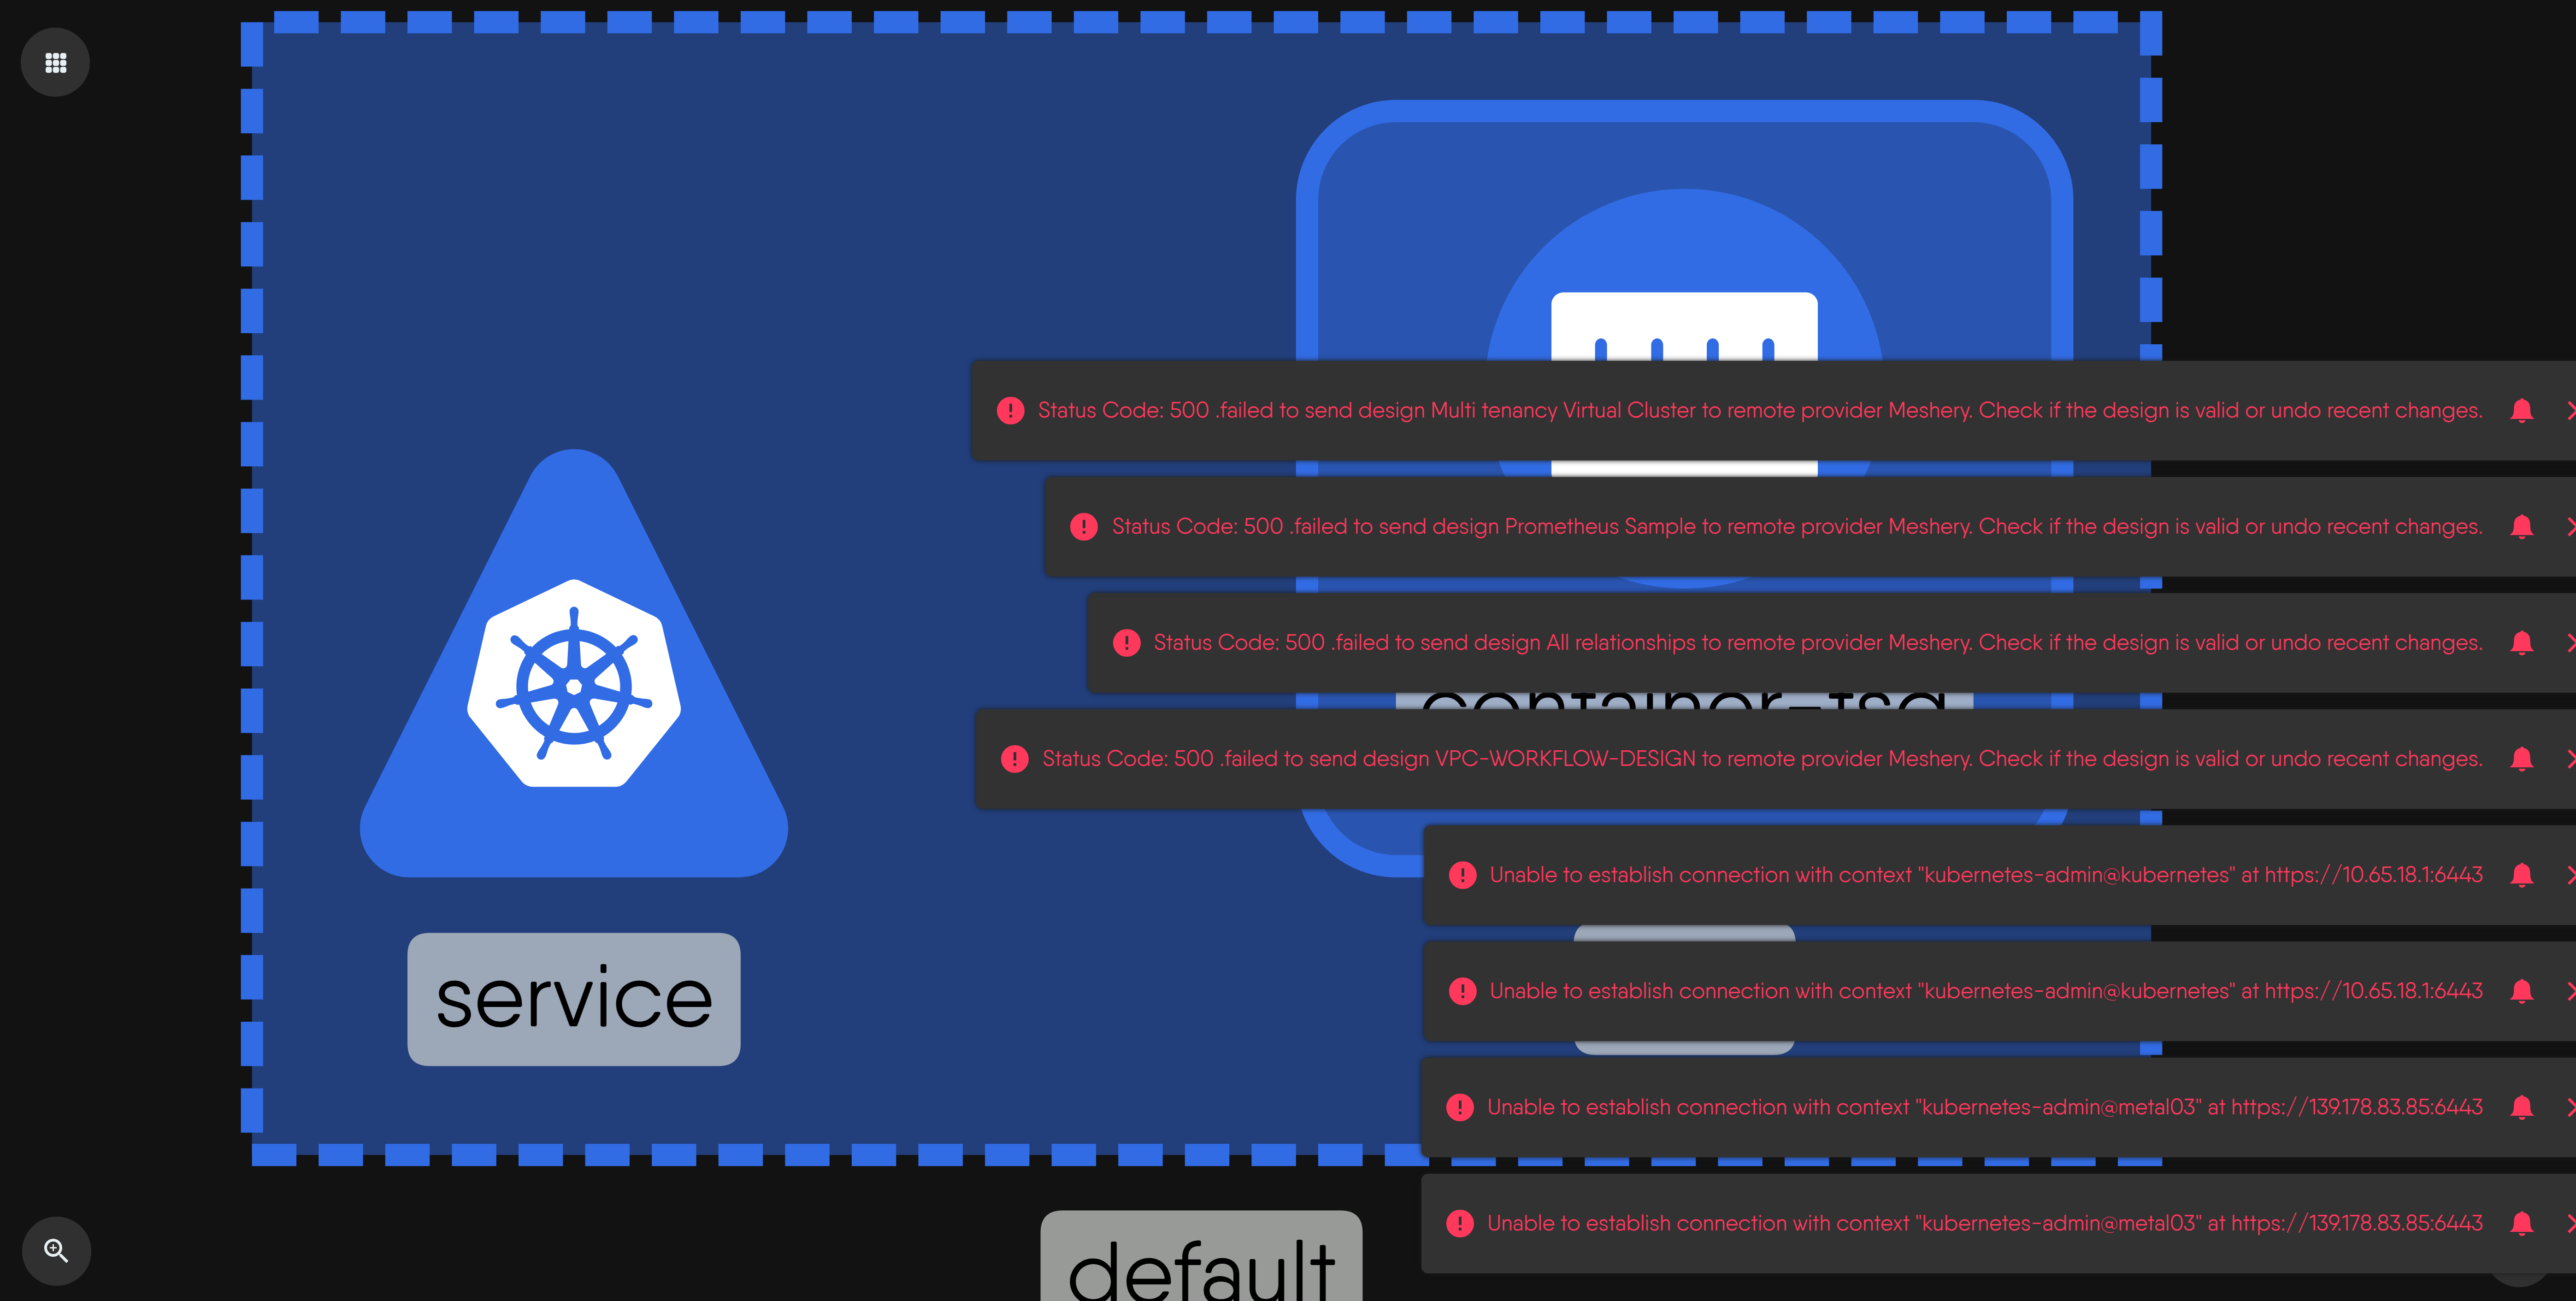 Status Code: 500 .failed to send design Multi tenancy Virtual Cluster to remote provider Meshery. Check if the design is valid or undo recent changes.
Status Code: 500 .failed to send design Prometheus Sample to remote provider Meshery. Check if the design is valid or undo recent changes.
Status Code: 500 .failed to send design All relationships to remote provider Meshery. Check if the design is valid or undo recent changes.
Status Code: 500 .failed to send design VPC-WORKFLOW-DESIGN to remote provider Meshery. Check if the design is valid or undo recent changes.
Unable to establish connection with context "kubernetes-admin@kubernetes" at https://10.65.18.1:6443
Unable to establish connection with context "kubernetes-admin@kubernetes" at https://10.65.18.1:6443
service
Unable to establish connection with context "kubernetes-admin@metal03" at https://139.178.83.85:6443
Unable to establish connection with context "kubernetes-admin@metal03" at https://139.178.83.85:6443
default